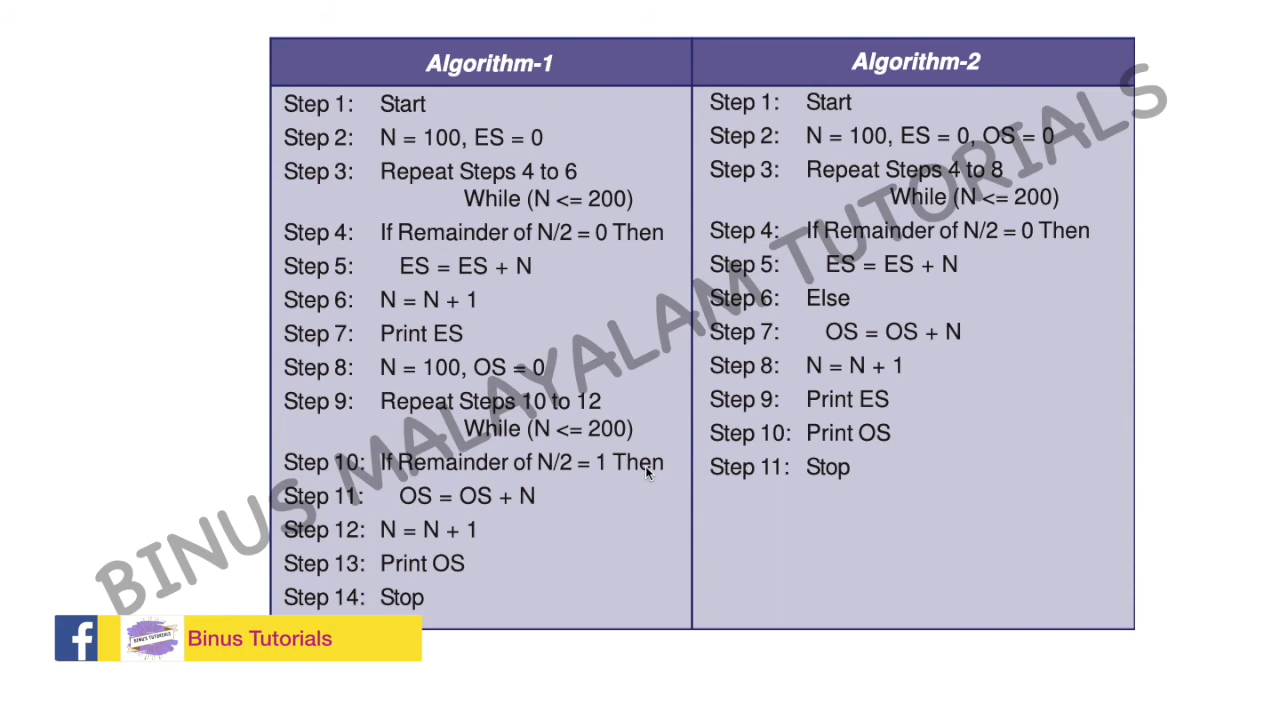 Algorithm-1
Step 1: Start
Step 2: N = 100, ES = 0
Step 3: Repeat Steps 4 to 6
While (N <= 200)
Step 4: If Remainder of N/2 = 0 Then
Step 5: ES = ES + N
Step 6: N = N + 1
Step 7: Print ES
Step 8: N = 100, OS = 0
Step 9: Repeat Steps 10 to 12
While (N <= 200)
Step 10: If Remainder of N/2 = 1 Then
Step 11: OS = OS + N
Step 12: N = N + 1
Step 13: Print OS
Step 14: Stop
Algorithm-2
Step 1: Start
Step 2: N = 100, ES = 0, OS = 0
Step 3: Repeat Steps 4 to 8
While (N <= 200)
Step 4: If Remainder of N/2 = 0 Then
Step 5: ES = ES + N
Step 6: Else
Step 7: OS = OS + N
Step 8: N = N + 1
Step 9: Print ES
Step 10: Print OS
Step 11: Stop
BINUS MALAYALAM TUTORIALS
f
BINU'S TUTORIALS
Binus Tutorials